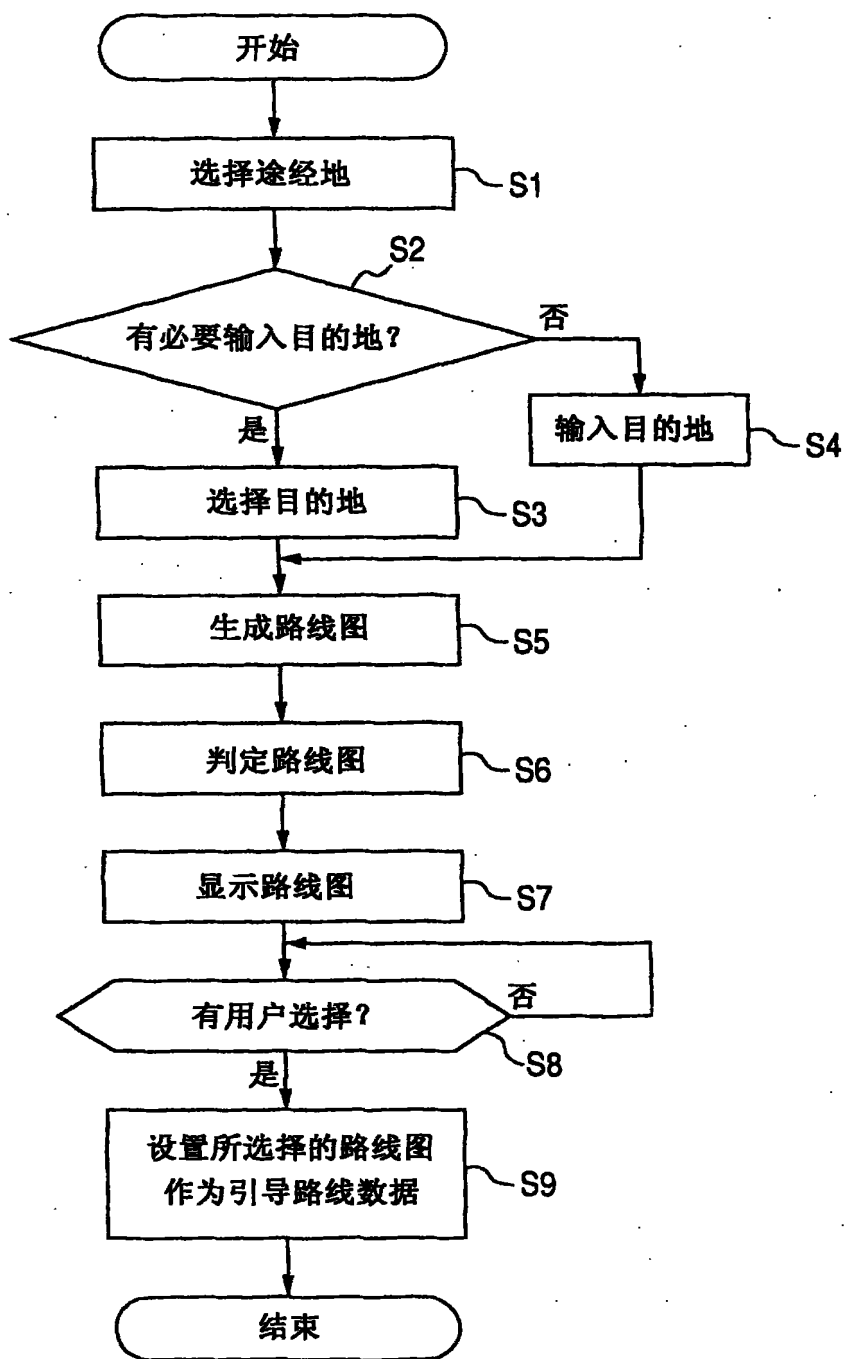 开始
选择途经地
S1
S2
有必要输入目的地？
否
是
输入目的地
S4
选择目的地
S3
生成路线图
S5
判定路线图
S6
显示路线图
S7
有用户选择？
否
S8
是
设置所选择的路线图
作为引导路线数据
S9
结束